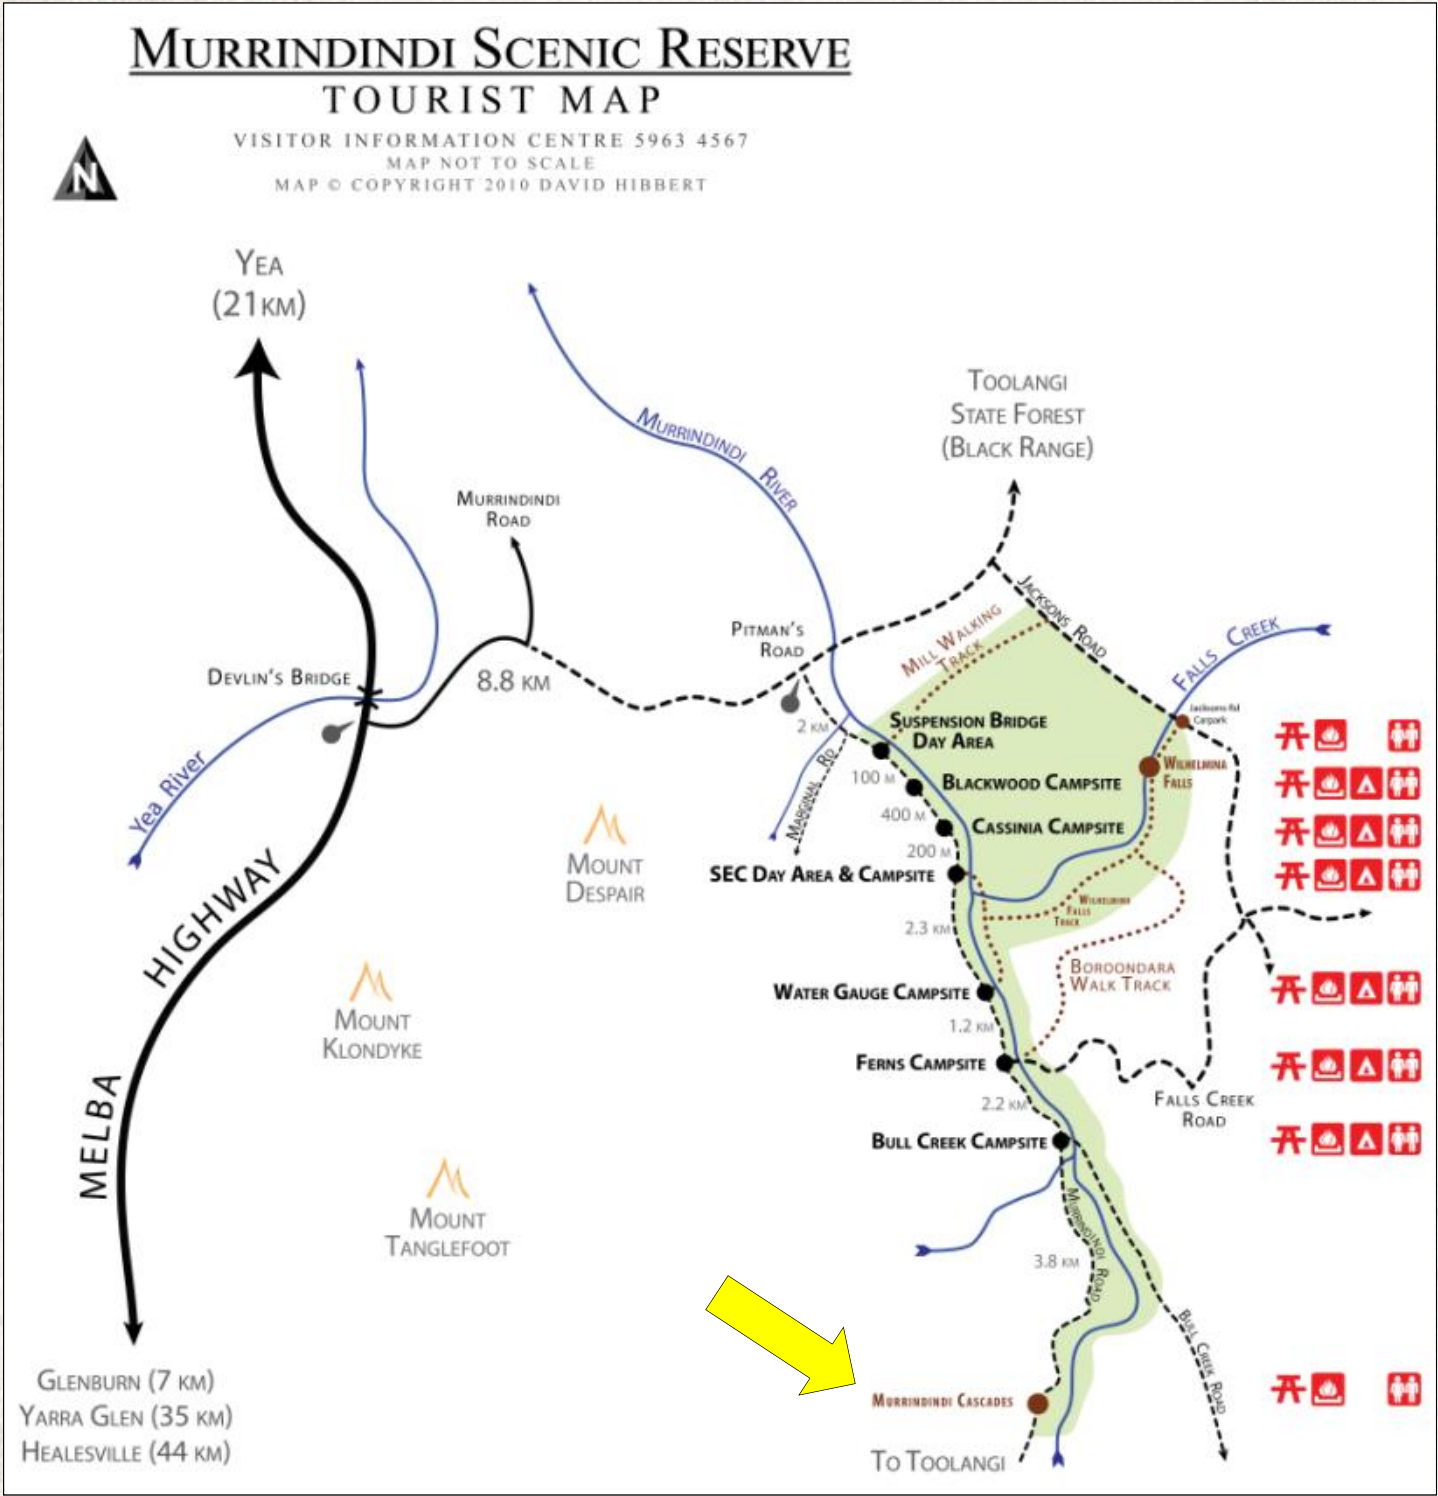 MURRINDINDI SCENIC RESERVE
TOURIST MAP
VISITOR INFORMATION CENTRE 5963 4567
MAP NOT TO SCALE
MAP © COPYRIGHT 2010 DAVID HIBBERT
N
YEA
(21KM)
MURRINDINDI RIVER
TOOLANGI
STATE FOREST
(BLACK RANGE)
MURRINDINDI
ROAD
JACKSONS ROAD
MILL WALKING
TRACK
FALLS CREEK
PITMAN'S
ROAD
DEVLIN'S BRIDGE
8.8 KM
Jacksons Rd
Carpark
SUSPENSION BRIDGE
DAY AREA
2 KM
MARGINAL RD
WILHELMINA
FALLS
Yea River
100 M
BLACKWOOD CAMPSITE
400 M
CASSINIA CAMPSITE
200 M
MOUNT
DESPAIR
SEC DAY AREA & CAMPSITE
WILHELMINA
FALLS
TRACK
2.3 KM
MELBA HIGHWAY
BOROONDARA
WALK TRACK
WATER GAUGE CAMPSITE
MOUNT
KLONDYKE
1.2 KM
FERNS CAMPSITE
2.2 KM
FALLS CREEK
ROAD
BULL CREEK CAMPSITE
MURRINDINDI ROAD
MOUNT
TANGLEFOOT
3.8 KM
BULL CREEK ROAD
GLENBURN (7 KM)
YARRA GLEN (35 KM)
HEALESVILLE (44 KM)
MURRINDINDI CASCADES
TO TOOLANGI